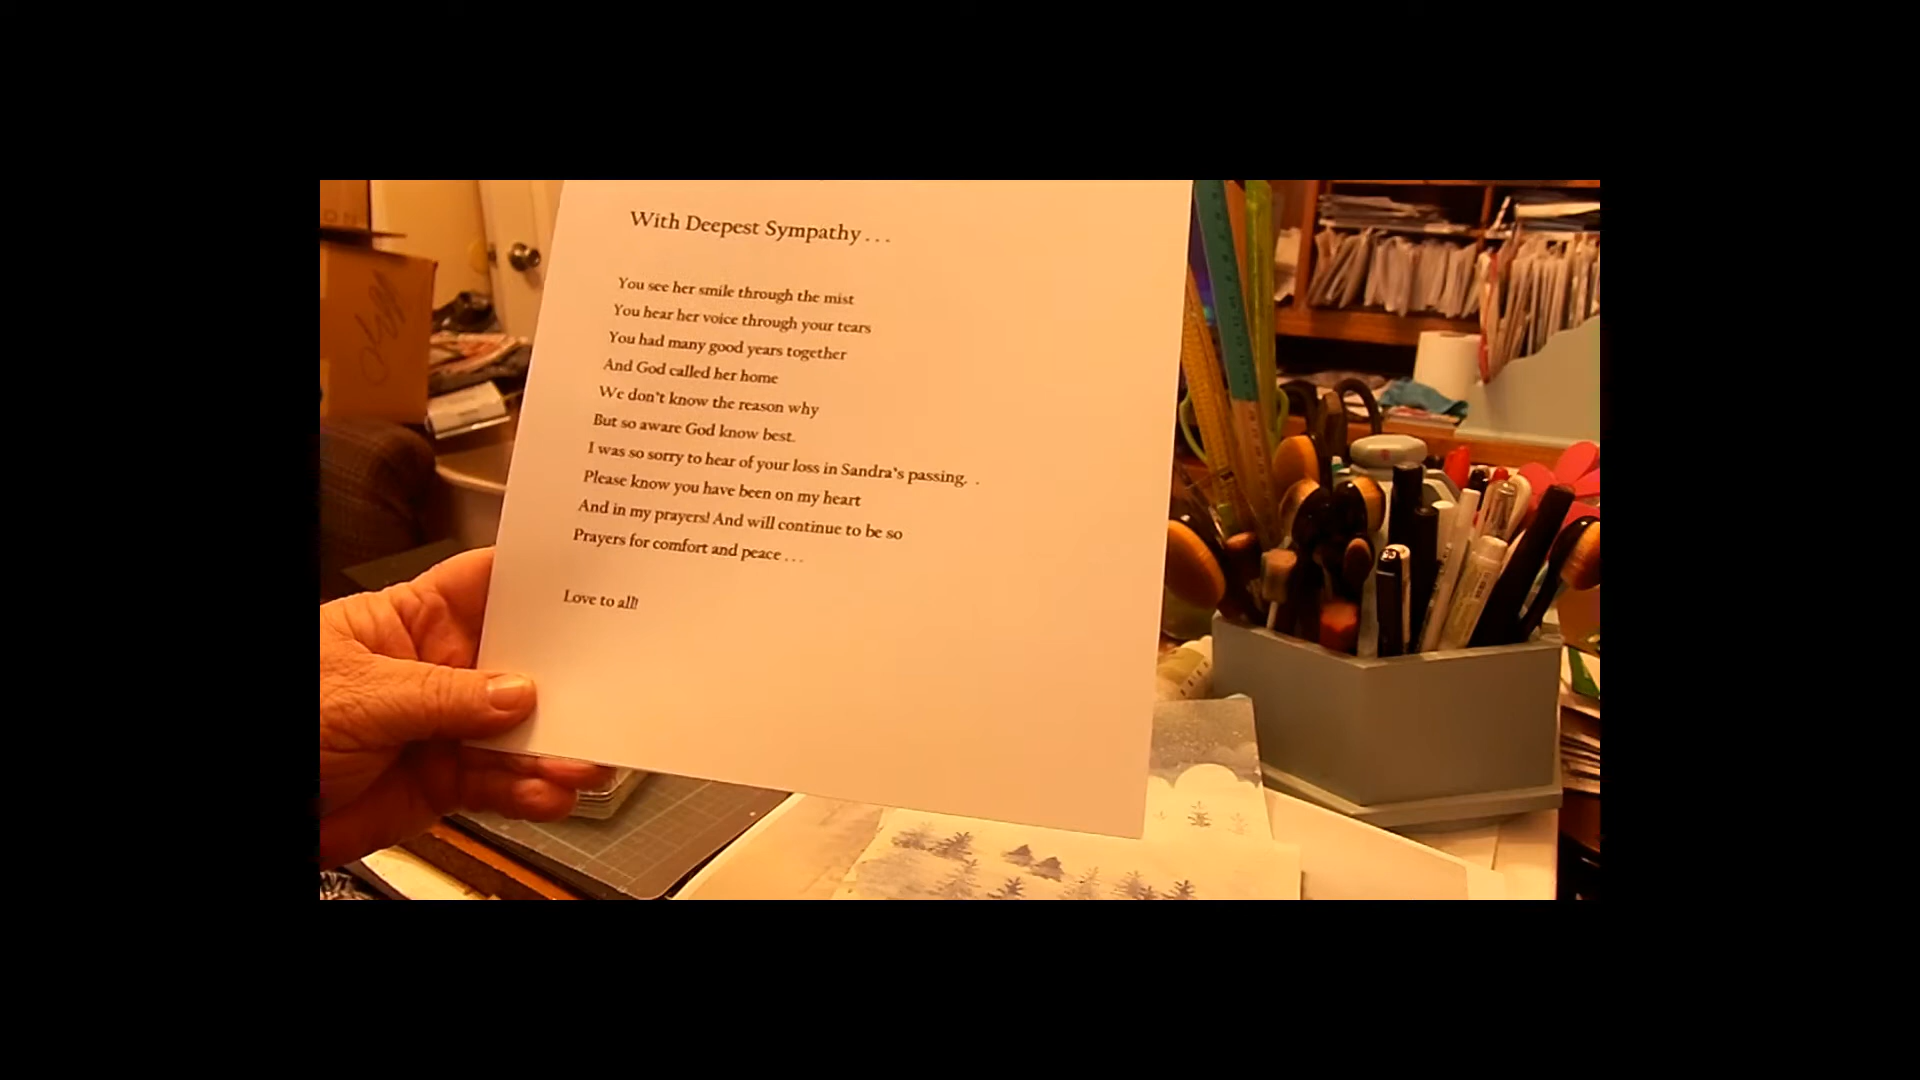 With Deepest Sympathy . . .
You see her smile through the mist
You hear her voice through your tears
You had many good years together
And God called her home
We don't know the reason why
But so aware God know best.
I was so sorry to hear of your loss in Sandra's passing. .
Please know you have been on my heart
And in my prayers! And will continue to be so
Prayers for comfort and peace . . .
Love to all!